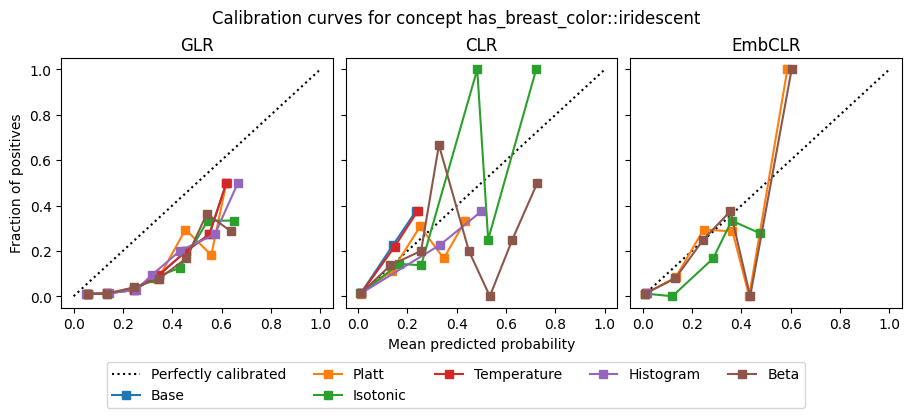 Calibration curves for concept has_breast_color::iridescent
GLR
CLR
EmbCLR
Fraction of positives
1.0
0.8
0.6
0.4
0.2
0.0
0.0 0.2 0.4 0.6 0.8 1.0
0.0 0.2 0.4 0.6 0.8 1.0
0.0 0.2 0.4 0.6 0.8 1.0
Mean predicted probability
Perfectly calibrated
Base
Platt
Isotonic
Temperature
Histogram
Beta